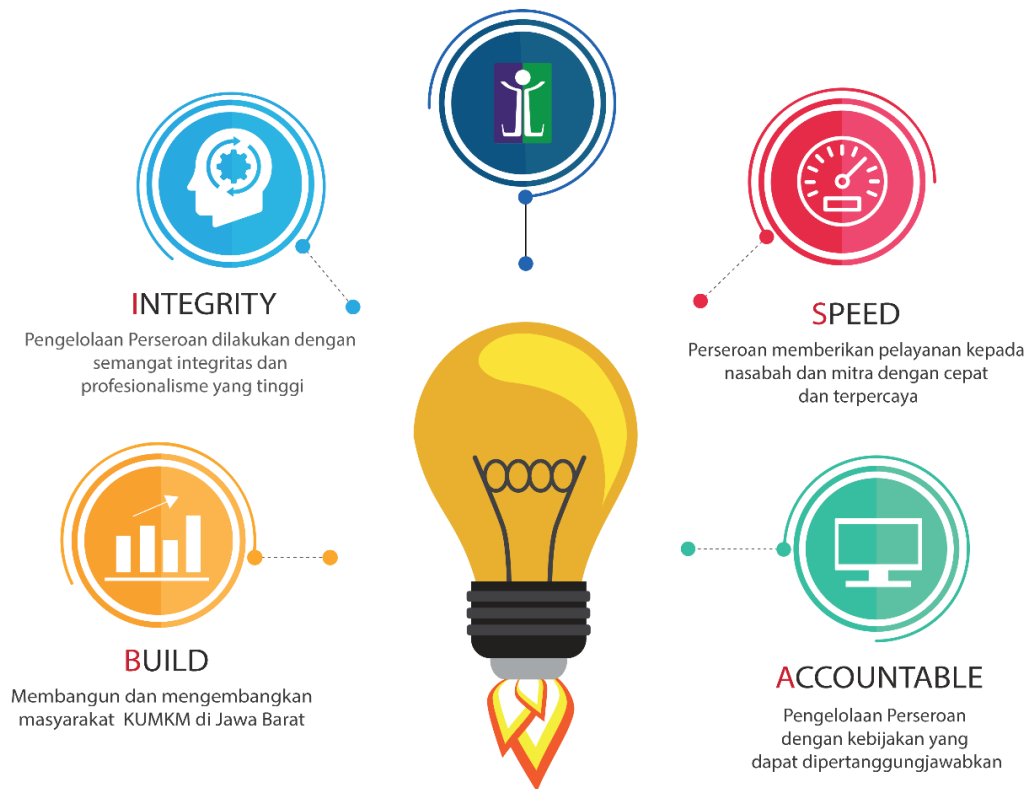 INTEGRITY
Pengelolaan Perseroan dilakukan dengan
semangat integritas dan
profesionalisme yang tinggi
SPEED
Perseroan memberikan pelayanan kepada
nasabah dan mitra dengan cepat
dan terpercaya
BUILD
Membangun dan mengembangkan
masyarakat KUMKM di Jawa Barat
ACCOUNTABLE
Pengelolaan Perseroan
dengan kebijakan yang
dapat dipertanggungjawabkan